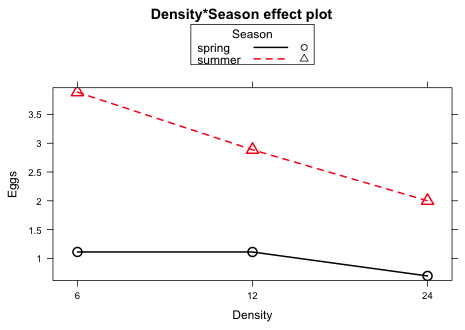 Density*Season effect plot
Season
spring
summer
3.5
3
2.5
2
1.5
1
Eggs
6 12 24
Density